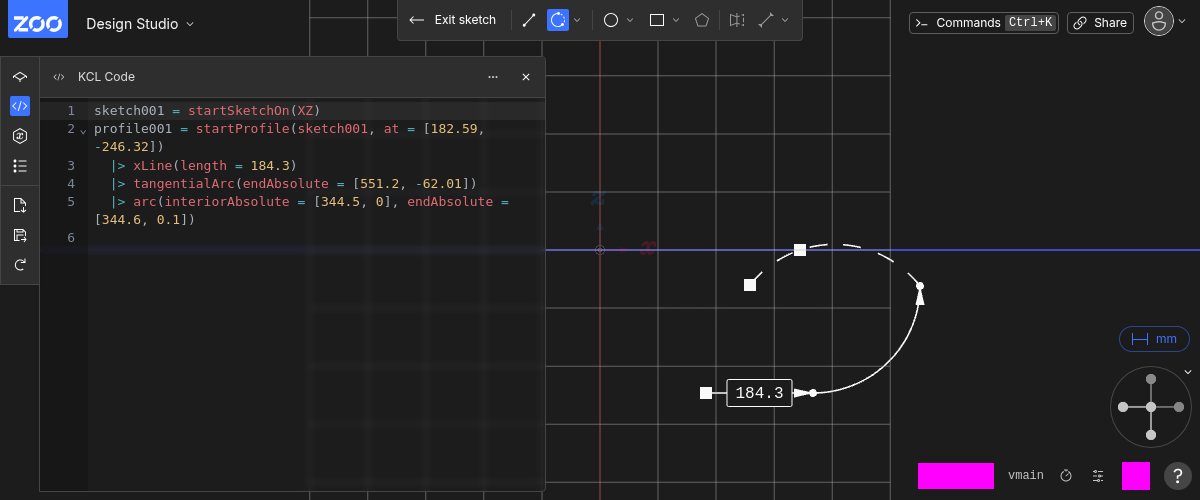 ZOO Design Studio
Exit sketch
Commands Ctrl+K
Share
KCL Code
1 sketch001 = startSketchOn(XZ)
2 profile001 = startProfile(sketch001, at = [182.59,
-246.32])
3 |> xLine(length = 184.3)
4 |> tangentialArc(endAbsolute = [551.2, -62.01])
5 |> arc(interiorAbsolute = [344.5, 0], endAbsolute =
[344.6, 0.1])
6
z
x
184.3
mm
vmain
?